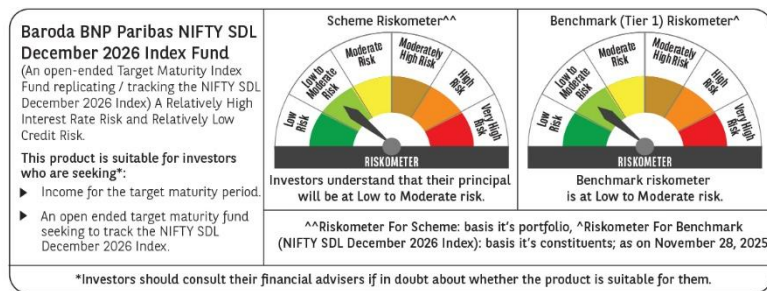 Baroda BNP Paribas NIFTY SDL
December 2026 Index Fund
(An open-ended Target Maturity Index
Fund replicating / tracking the NIFTY SDL
December 2026 Index) A Relatively High
Interest Rate Risk and Relatively Low
Credit Risk.
This product is suitable for investors
who are seeking*:
▶ Income for the target maturity period.
▶ An open ended target maturity fund
seeking to track the NIFTY SDL
December 2026 Index.
Scheme Riskometer^^
Low Risk
Low to Moderate Risk
Moderate Risk
Moderately High Risk
High Risk
Very High Risk
RISKOMETER
Investors understand that their principal
will be at Low to Moderate risk.
Benchmark (Tier 1) Riskometer^
Low Risk
Low to Moderate Risk
Moderate Risk
Moderately High Risk
High Risk
Very High Risk
RISKOMETER
Benchmark riskometer
is at Low to Moderate risk.
^^Riskometer For Scheme: basis it's portfolio, ^Riskometer For Benchmark
(NIFTY SDL December 2026 Index): basis it's constituents; as on November 28, 2025
*Investors should consult their financial advisers if in doubt about whether the product is suitable for them.